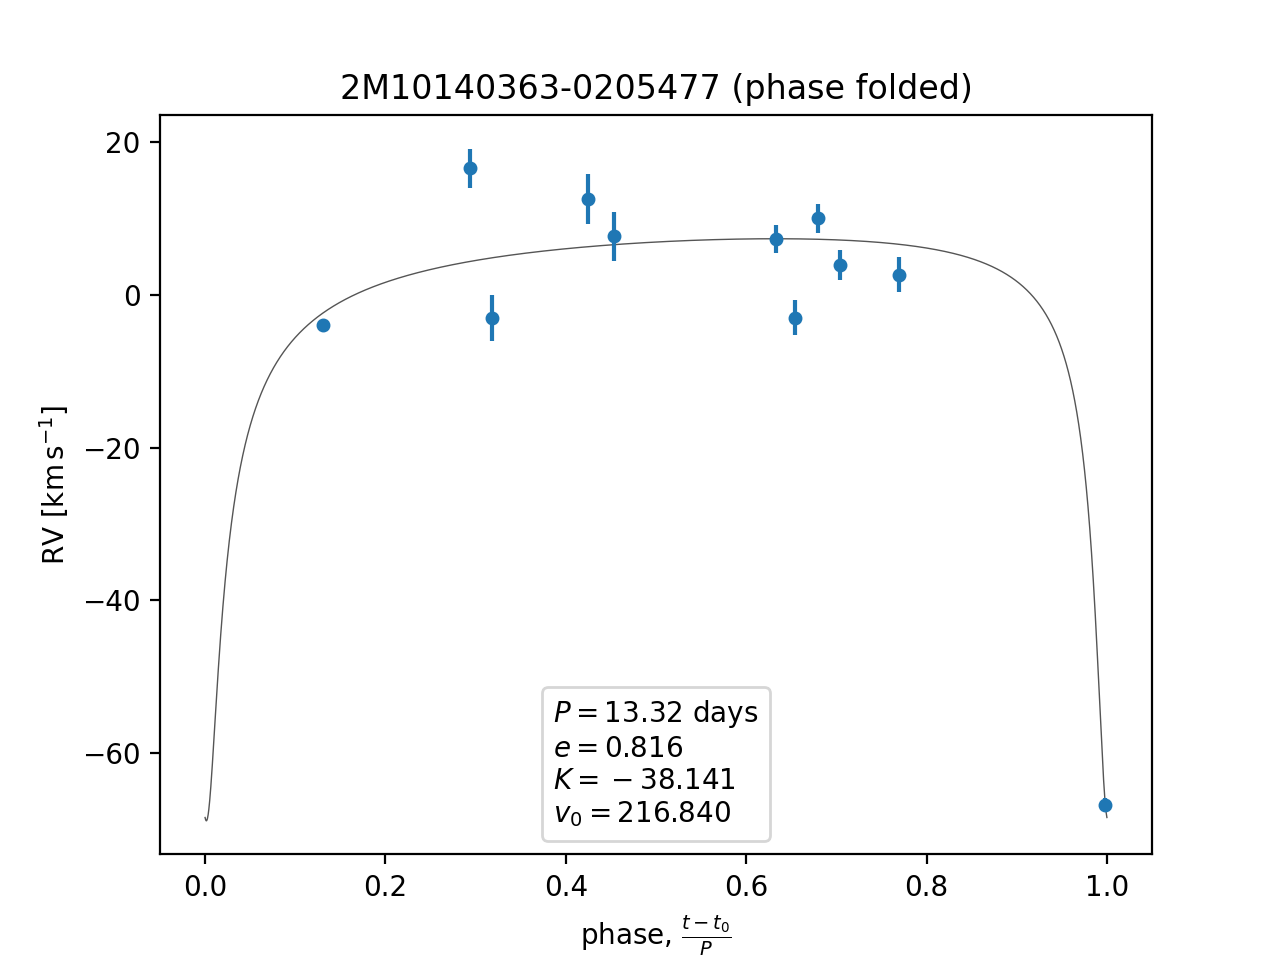 2M10140363-0205477 (phase folded)
20
0
−20
−40
−60
RV [km s⁻¹]
P = 13.32 days
e = 0.816
K = −38.141
v₀ = 216.840
0.0 0.2 0.4 0.6 0.8 1.0
phase, (t − t₀)/P